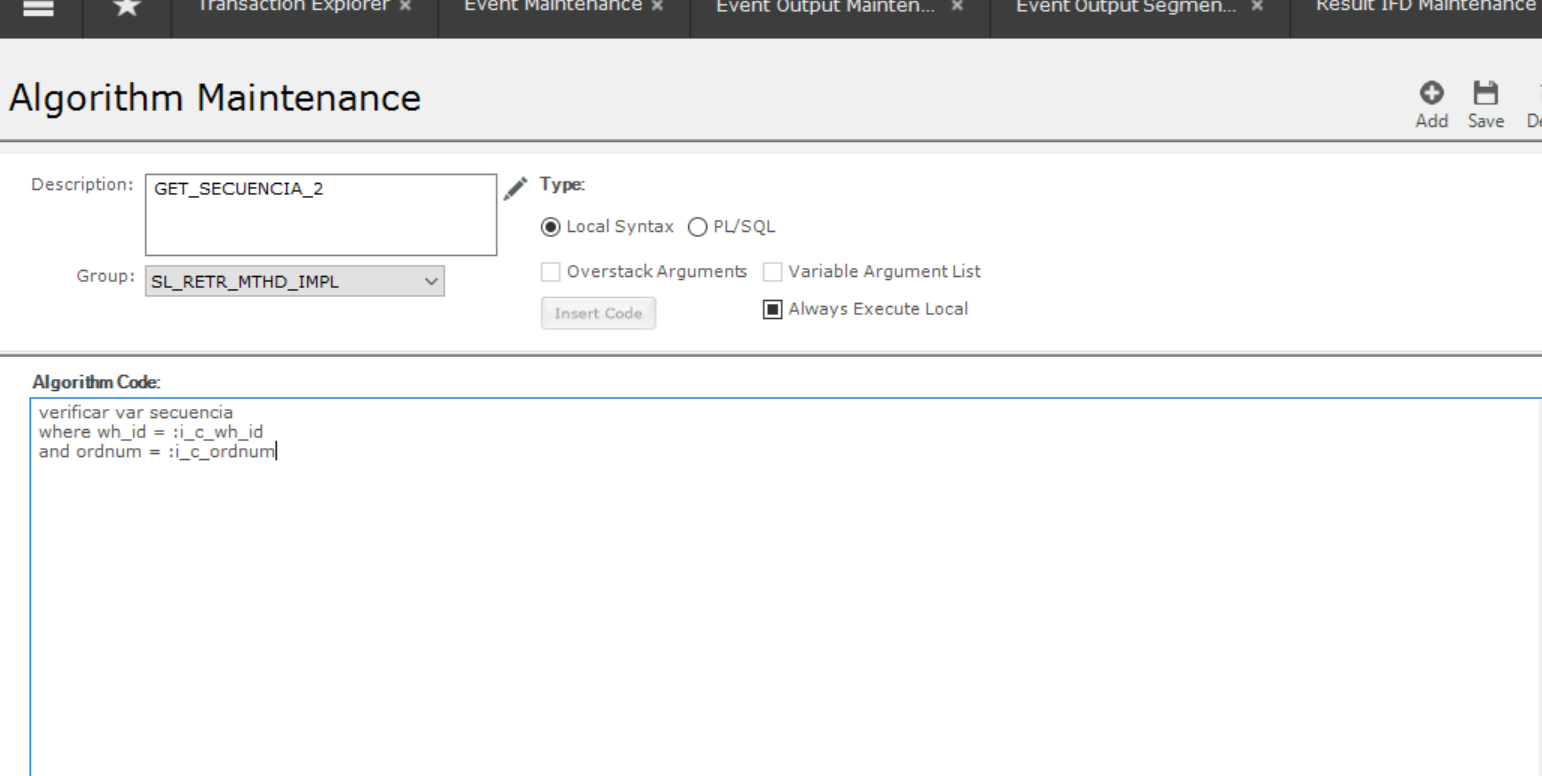 Transaction Explorer ×
Event Maintenance ×
Event Output Mainten... ×
Event Output Segmen... ×
Result IFD Maintenance
Algorithm Maintenance
Add
Save
Description:
GET_SECUENCIA_2
Group:
SL_RETR_MTHD_IMPL
Type:
Local Syntax
PL/SQL
Overstack Arguments
Variable Argument List
Insert Code
Always Execute Local
Algorithm Code:
verificar var secuencia
where wh_id = :i_c_wh_id
and ordnum = :i_c_ordnum